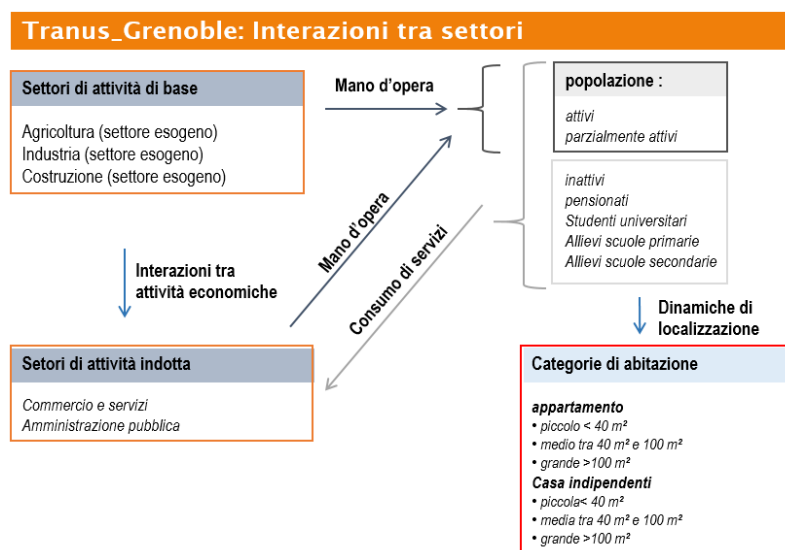 Tranus_Grenoble: Interazioni tra settori
Settori di attività di base
Agricoltura (settore esogeno)
Industria (settore esogeno)
Costruzione (settore esogeno)
Mano d'opera
popolazione :
attivi
parzialmente attivi
inattivi
pensionati
Studenti universitari
Allievi scuole primarie
Allievi scuole secondarie
Mano d'opera
Consumo di servizi
Interazioni tra
attività economiche
Dinamiche di
localizzazione
Setori di attività indotta
Commercio e servizi
Amministrazione pubblica
Categorie di abitazione
appartamento
• piccolo < 40 m²
• medio tra 40 m² e 100 m²
• grande >100 m²
Casa indipendenti
• piccola< 40 m²
• media tra 40 m² e 100 m²
• grande >100 m²